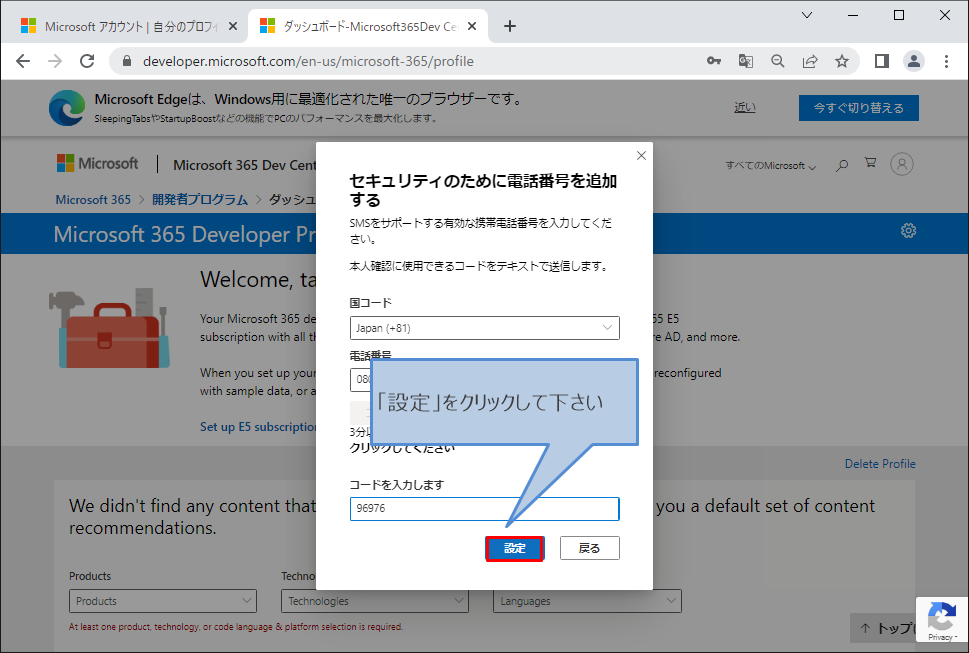 Microsoft アカウント | 自分のプロフィ
ダッシュボード-Microsoft365Dev Ce
developer.microsoft.com/en-us/microsoft-365/profile
Microsoft Edgeは、Windows用に最適化された唯一のブラウザーです。
SleepingTabsやStartupBoostなどの機能でPCのパフォーマンスを最大化します。
近い
今すぐ切り替える
Microsoft
Microsoft 365 Dev Cent
すべてのMicrosoft
Microsoft 365 > 開発者プログラム > ダッシュ
Microsoft 365 Developer Pr
Welcome, ta
Your Microsoft 365 de
365 E5
subscription with all th
re AD, and more.
When you set up your
reconfigured
with sample data, or a
Set up E5 subscription
Delete Profile
We didn't find any content that
you a default set of content
recommendations.
Products
Techno
Products
Technologies
Languages
At least one product, technology, or code language & platform selection is required.
セキュリティのために電話番号を追加
する
SMSをサポートする有効な携帯電話番号を入力してくだ
さい。
本人確認に使用できるコードをテキストで送信します。
国コード
Japan (+81)
電話番号
080
「設定」をクリックして下さい
3分以
クリックしてください
コードを入力します
96976
設定
戻る
トップに
Privacy -